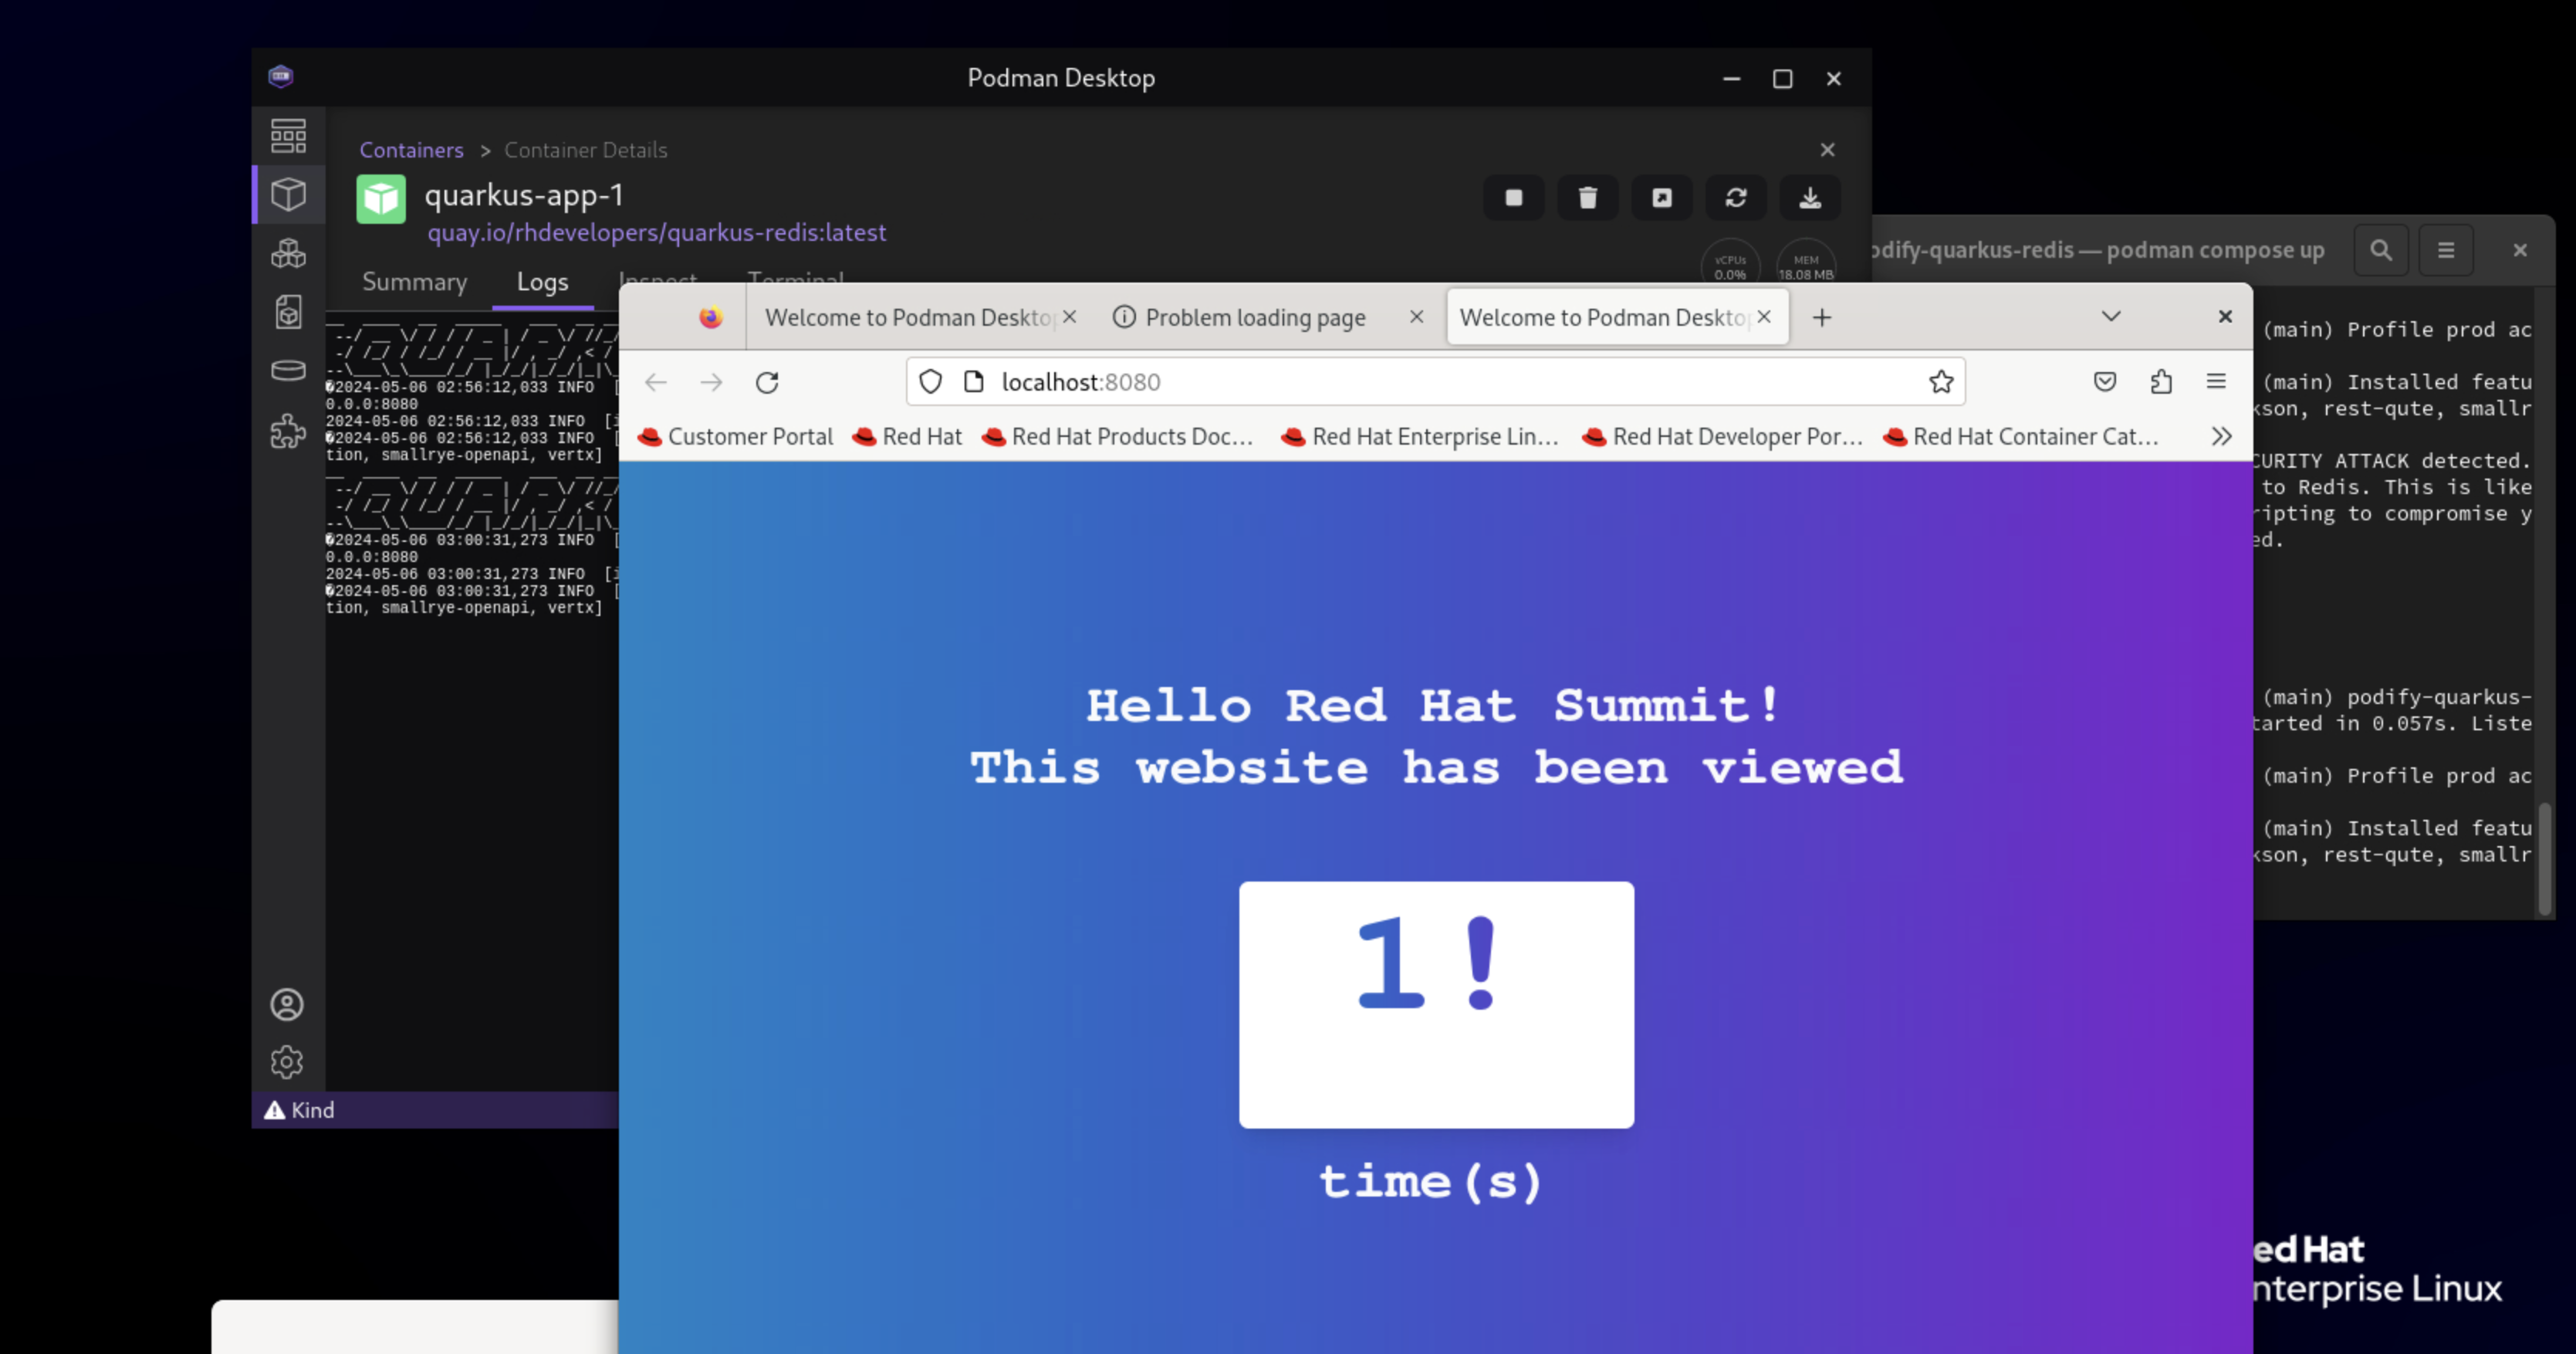 Podman Desktop
Containers > Container Details
quarkus-app-1
quay.io/rhdevelopers/quarkus-redis:latest
vCPUs
0.0%
MEM
18.08 MB
Summary Logs Inspect Terminal
2024-05-06 02:56:12,033 INFO [
0.0.0:8080
2024-05-06 02:56:12,033 INFO [i
2024-05-06 02:56:12,033 INFO [
tion, smallrye-openapi, vertx]
2024-05-06 03:00:31,273 INFO [
0.0.0:8080
2024-05-06 03:00:31,273 INFO [i
2024-05-06 03:00:31,273 INFO [
tion, smallrye-openapi, vertx]
Kind
odify-quarkus-redis — podman compose up
(main) Profile prod ac
(main) Installed featu
kson, rest-qute, smallr
CURITY ATTACK detected.
to Redis. This is like
ripting to compromise y
ed.
(main) podify-quarkus-
tarted in 0.057s. Liste
(main) Profile prod ac
(main) Installed featu
kson, rest-qute, smallr
Welcome to Podman Deskto
Problem loading page
Welcome to Podman Deskto
localhost:8080
Customer Portal
Red Hat
Red Hat Products Doc...
Red Hat Enterprise Lin...
Red Hat Developer Por...
Red Hat Container Cat...
Hello Red Hat Summit!
This website has been viewed
1!
time(s)
ed Hat
nterprise Linux